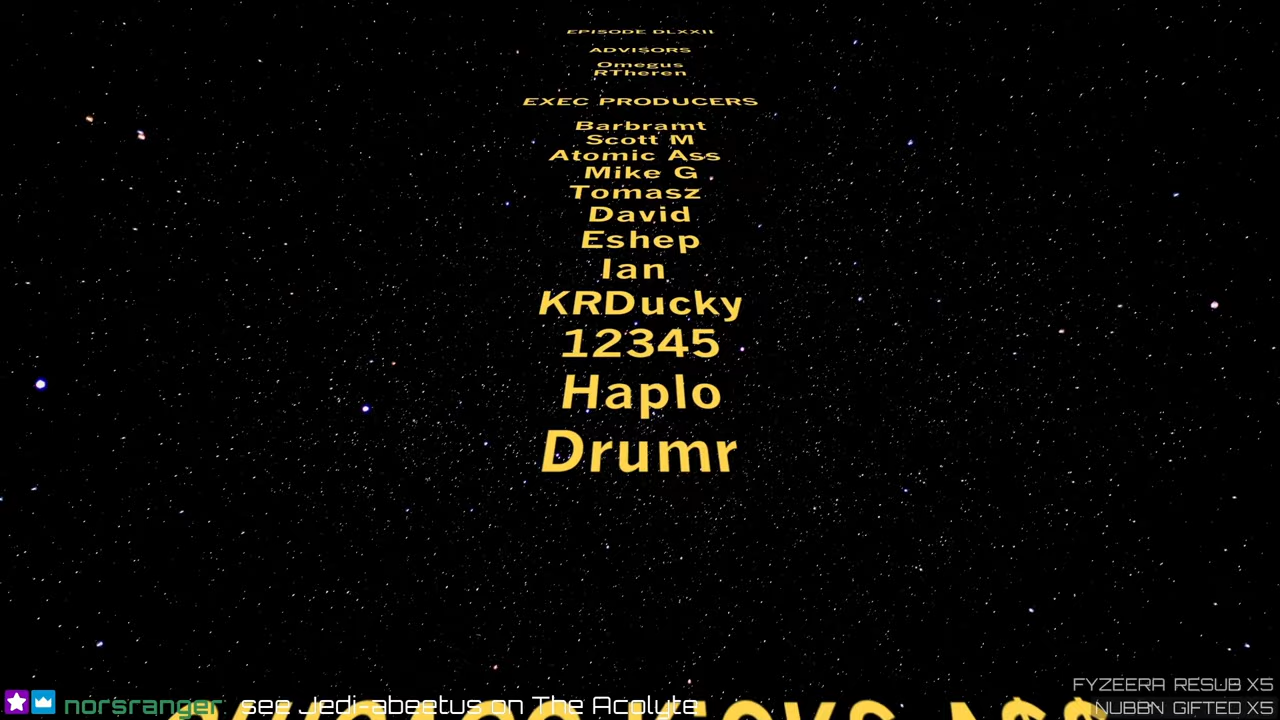 EPISODE DLXXII
ADVISORS
Omegus
RTheren
EXEC PRODUCERS
Barbramt
Scott M
Atomic Ass
Mike G
Tomasz
David
Eshep
Ian
KRDucky
12345
Haplo
Drumr
FYZEERA RESUB X5
norsranger see Jedi-abeetus on The Acolyte
NUBBN GIFTED X5